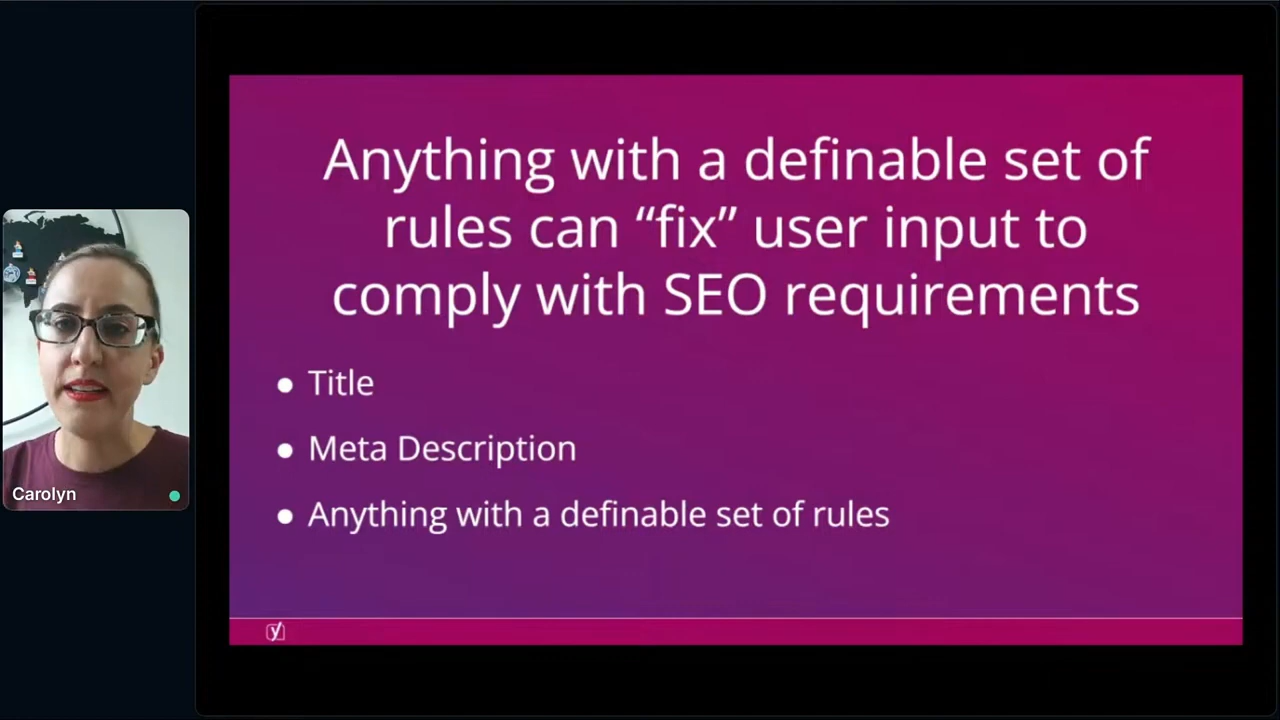 Anything with a definable set of
rules can “fix” user input to
comply with SEO requirements
● Title
● Meta Description
● Anything with a definable set of rules
Carolyn
y